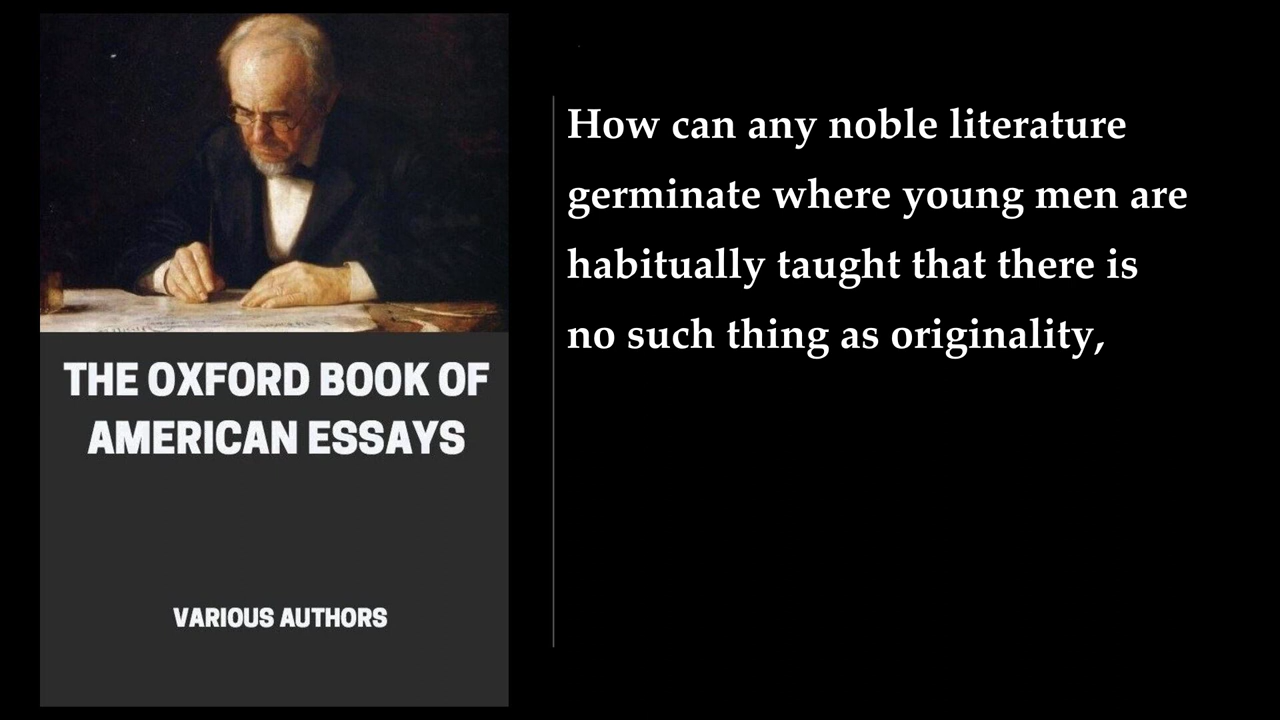 THE OXFORD BOOK OF
AMERICAN ESSAYS
VARIOUS AUTHORS
How can any noble literature
germinate where young men are
habitually taught that there is
no such thing as originality,